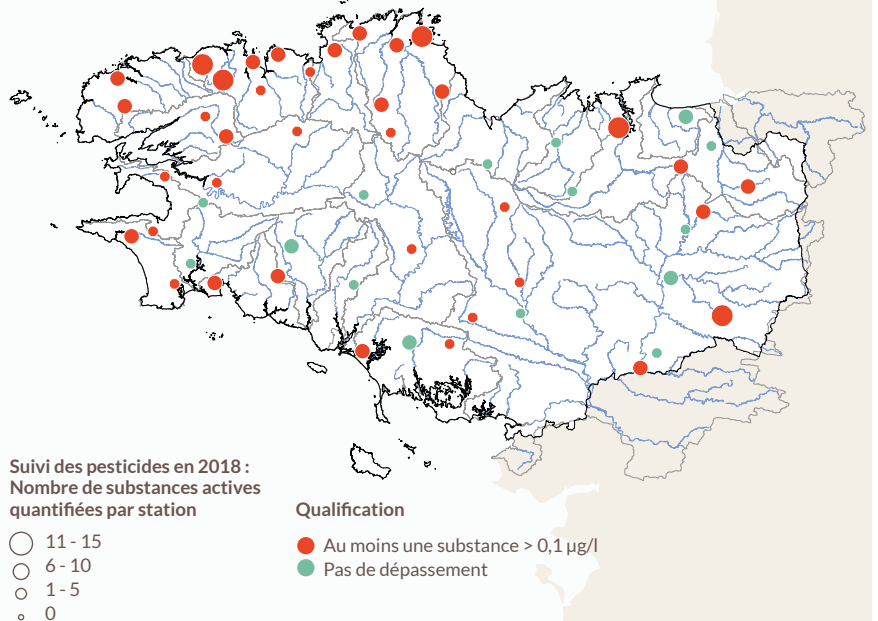 Suivi des pesticides en 2018 :
Nombre de substances actives
quantifiées par station
11 - 15
6 - 10
1 - 5
0
Qualification
Au moins une substance > 0,1 µg/l
Pas de dépassement